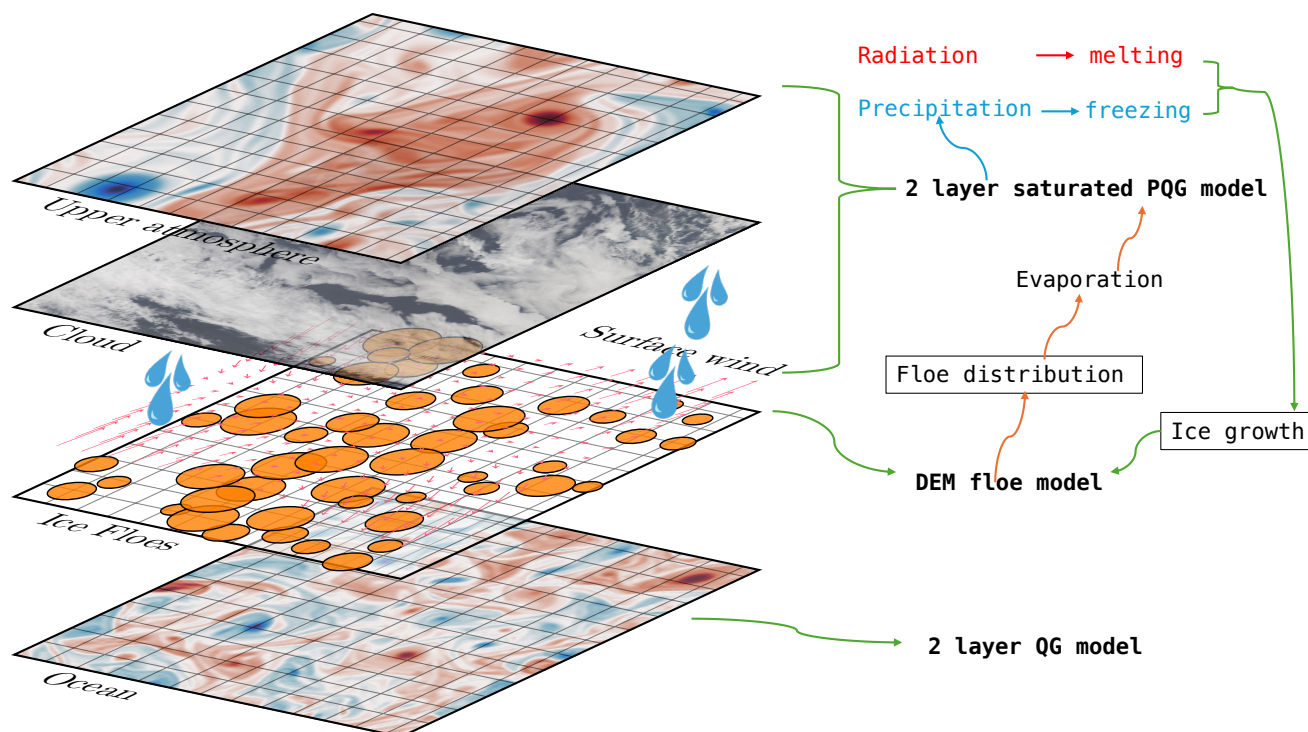 Radiation
melting
Precipitation
freezing
2 layer saturated PQG model
Upper atmosphere
Evaporation
Cloud
Surface wind
Floe distribution
Ice growth
DEM floe model
Ice Floes
2 layer QG model
Ocean